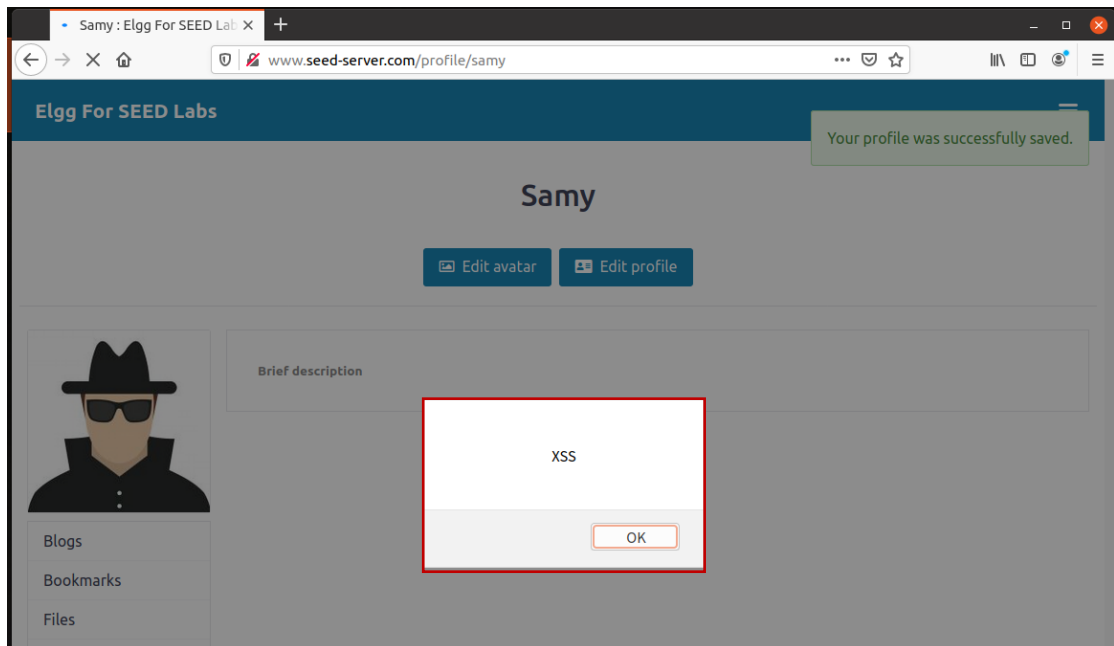 Samy : Elgg For SEED Lab
www.seed-server.com/profile/samy
Elgg For SEED Labs
Your profile was successfully saved.
Samy
Edit avatar
Edit profile
Brief description
XSS
OK
Blogs
Bookmarks
Files